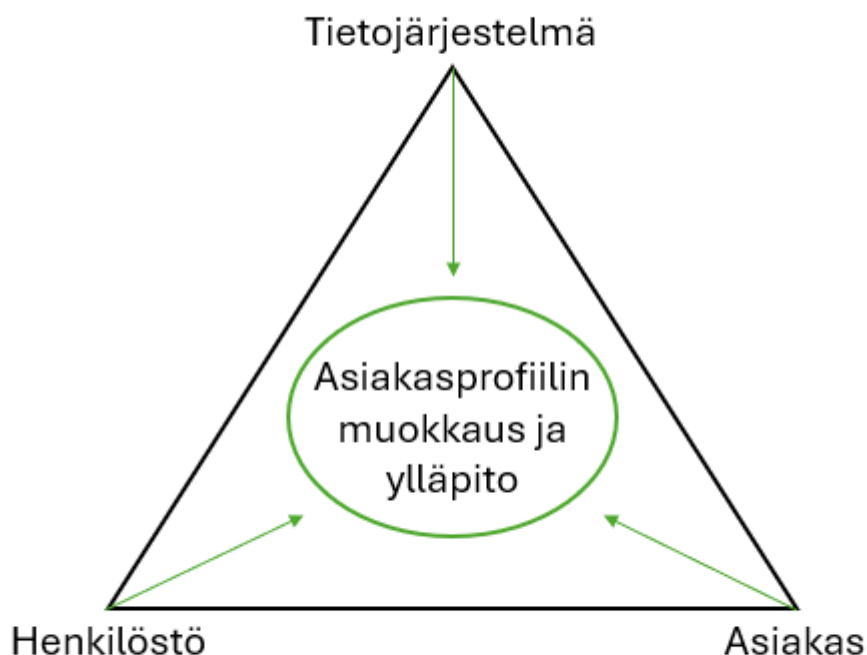 Tietojärjestelmä
Asiakasprofiilin
muokkaus ja
ylläpito
Henkilöstö
Asiakas